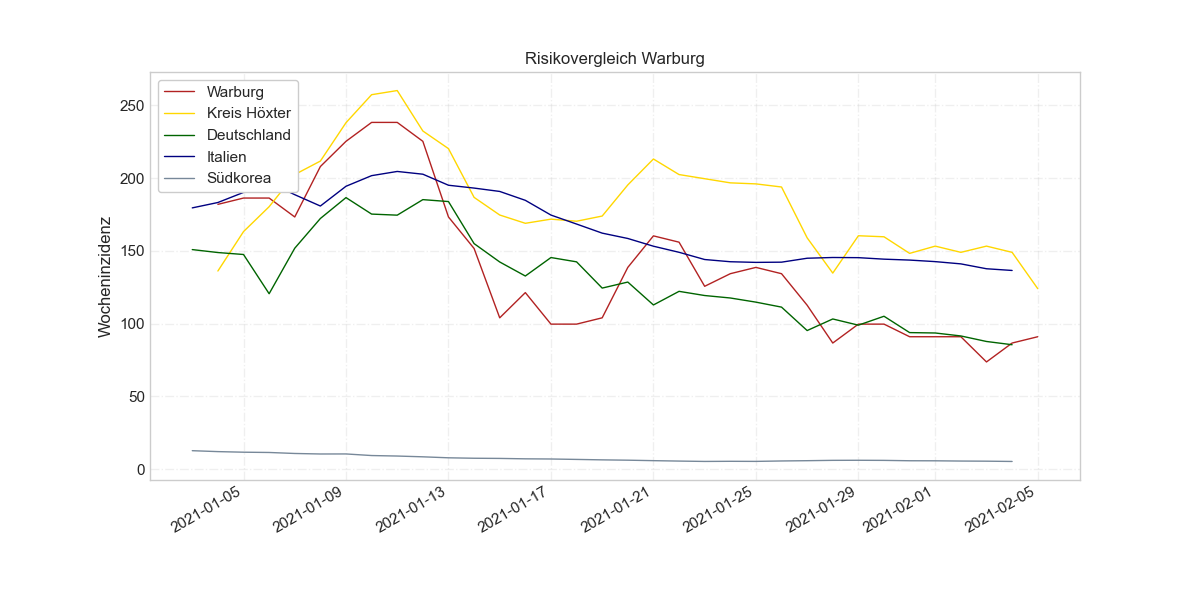 Risikovergleich Warburg
Warburg
Kreis Höxter
Deutschland
Italien
Südkorea
Wocheninzidenz
250
200
150
100
50
0
2021-01-05
2021-01-09
2021-01-13
2021-01-17
2021-01-21
2021-01-25
2021-01-29
2021-02-01
2021-02-05